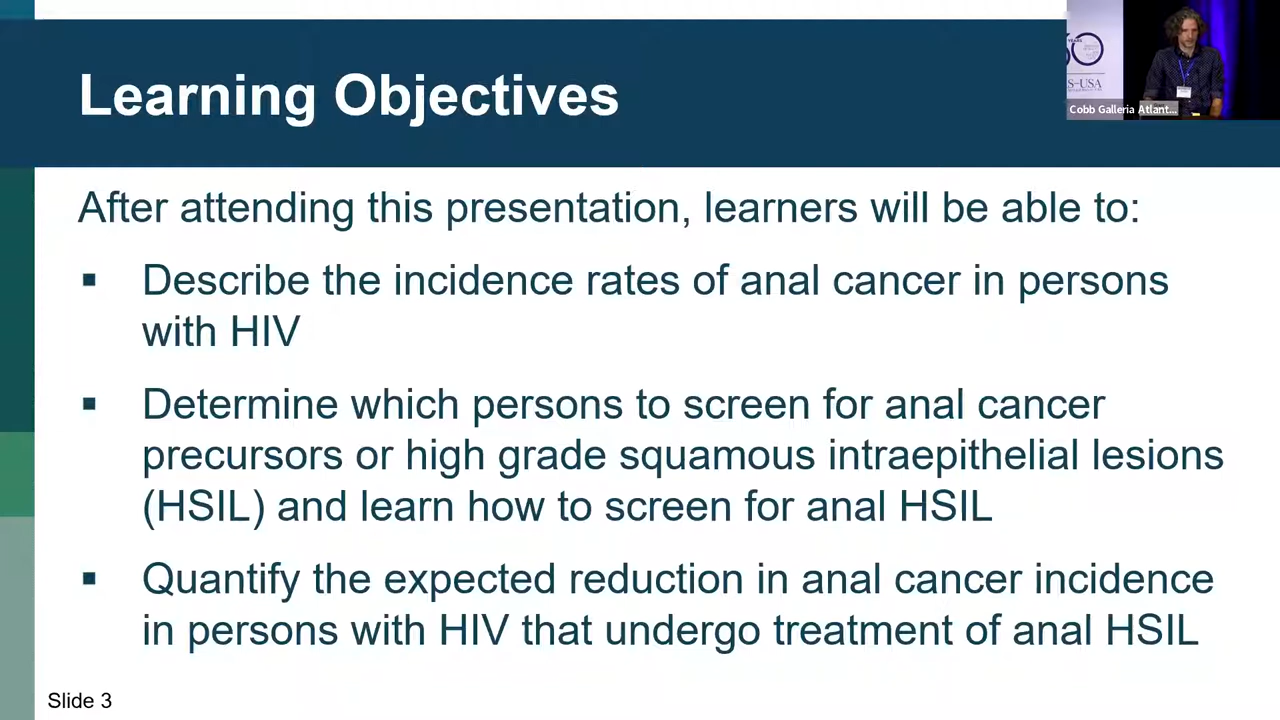 Learning Objectives
After attending this presentation, learners will be able to:
▪ Describe the incidence rates of anal cancer in persons
with HIV
▪ Determine which persons to screen for anal cancer
precursors or high grade squamous intraepithelial lesions
(HSIL) and learn how to screen for anal HSIL
▪ Quantify the expected reduction in anal cancer incidence
in persons with HIV that undergo treatment of anal HSIL
Slide 3
YEARS
S-USA
Cobb Galleria Atlant...